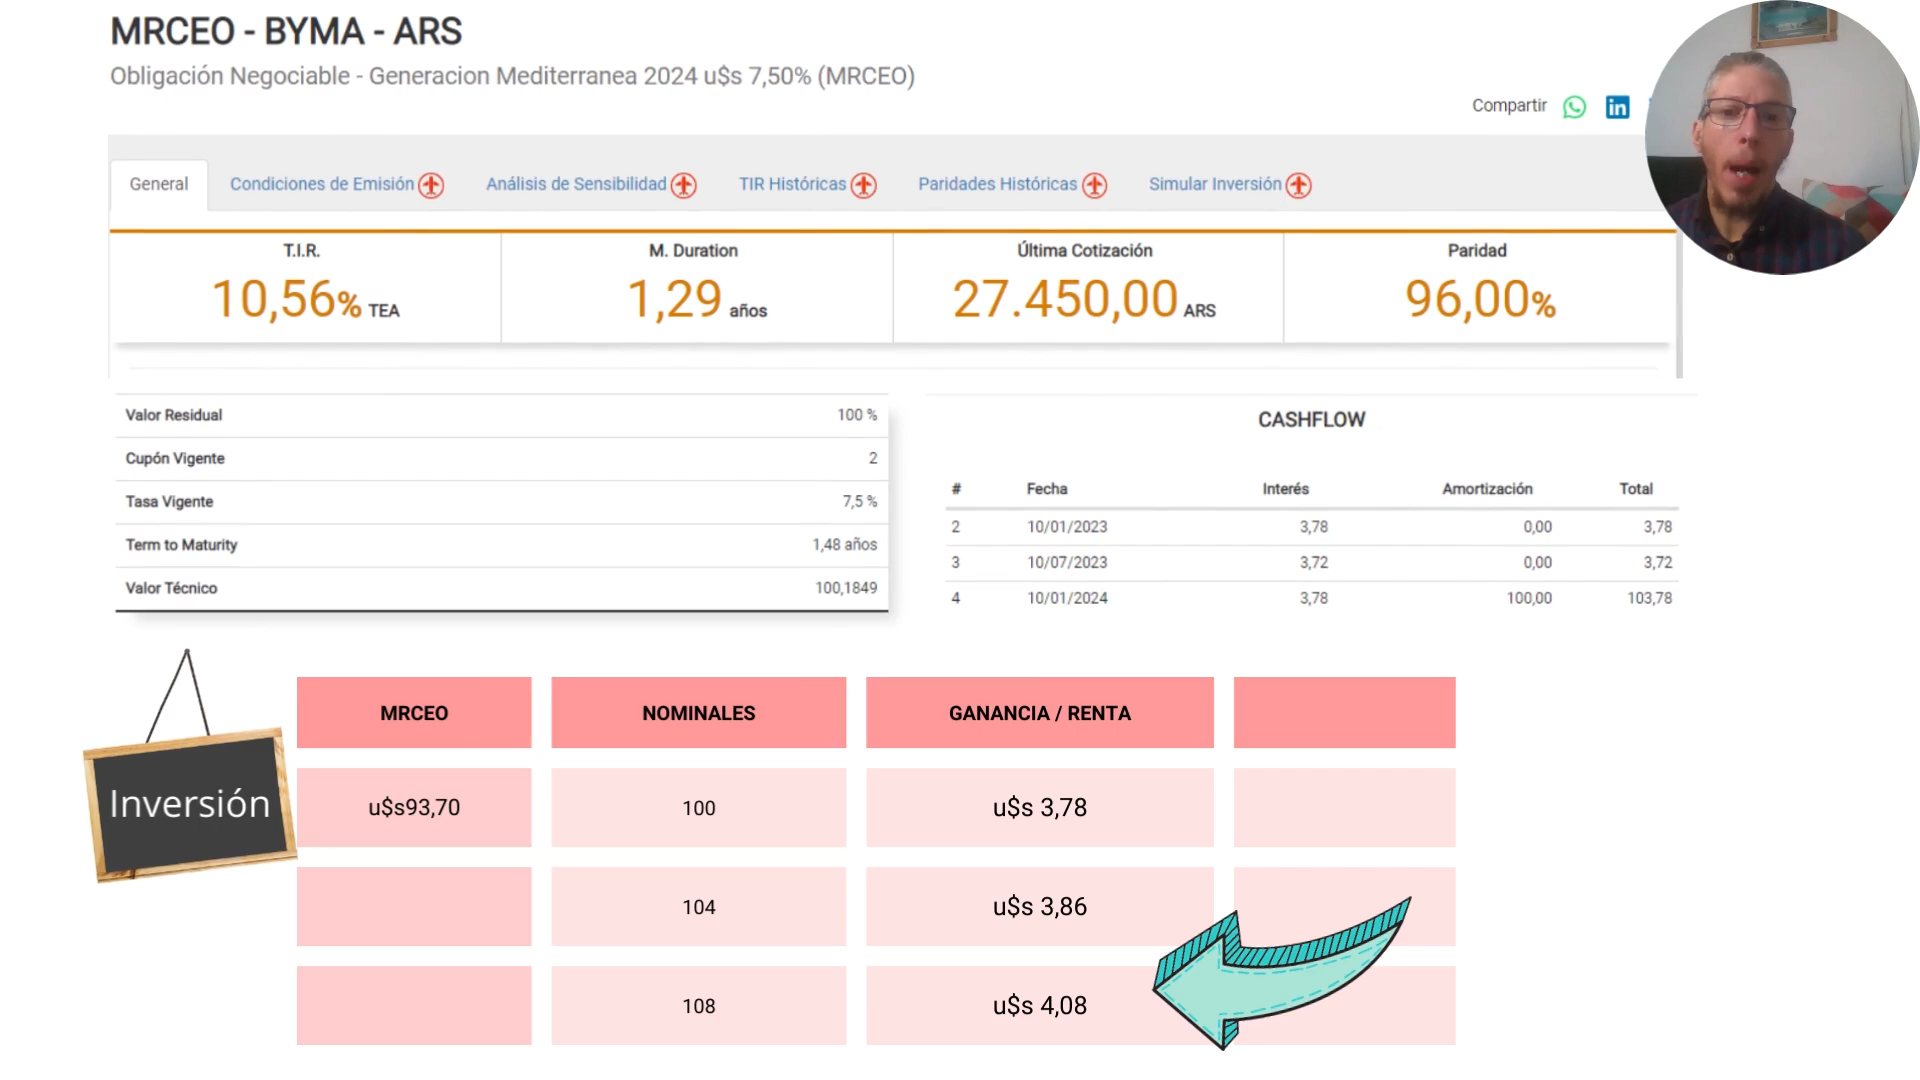 MRCEO - BYMA - ARS
Obligación Negociable - Generacion Mediterranea 2024 u$s 7,50% (MRCEO)
Compartir
General Condiciones de Emisión Análisis de Sensibilidad TIR Históricas Paridades Históricas Simular Inversión
T.I.R. M. Duration Última Cotización Paridad
10,56% TEA 1,29 años 27.450,00 ARS 96,00%
Valor Residual 100 %
Cupón Vigente 2
Tasa Vigente 7,5 %
Term to Maturity 1,48 años
Valor Técnico 100,1849
CASHFLOW
# Fecha Interés Amortización Total
2 10/01/2023 3,78 0,00 3,78
3 10/07/2023 3,72 0,00 3,72
4 10/01/2024 3,78 100,00 103,78
Inversión
MRCEO NOMINALES GANANCIA / RENTA
u$s93,70 100 u$s 3,78
104 u$s 3,86
108 u$s 4,08